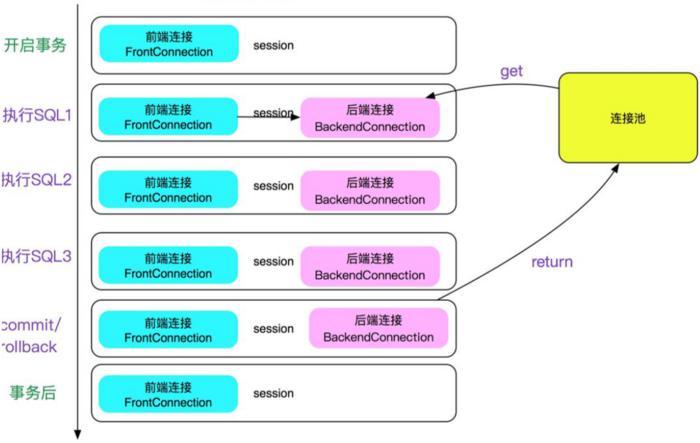 开启事务
前端连接
FrontConnection
session
get
执行SQL1
前端连接
FrontConnection
session
后端连接
BackendConnection
连接池
执行SQL2
前端连接
FrontConnection
session
后端连接
BackendConnection
执行SQL3
前端连接
FrontConnection
session
后端连接
BackendConnection
return
commit/
rollback
前端连接
FrontConnection
session
后端连接
BackendConnection
事务后
前端连接
FrontConnection
session